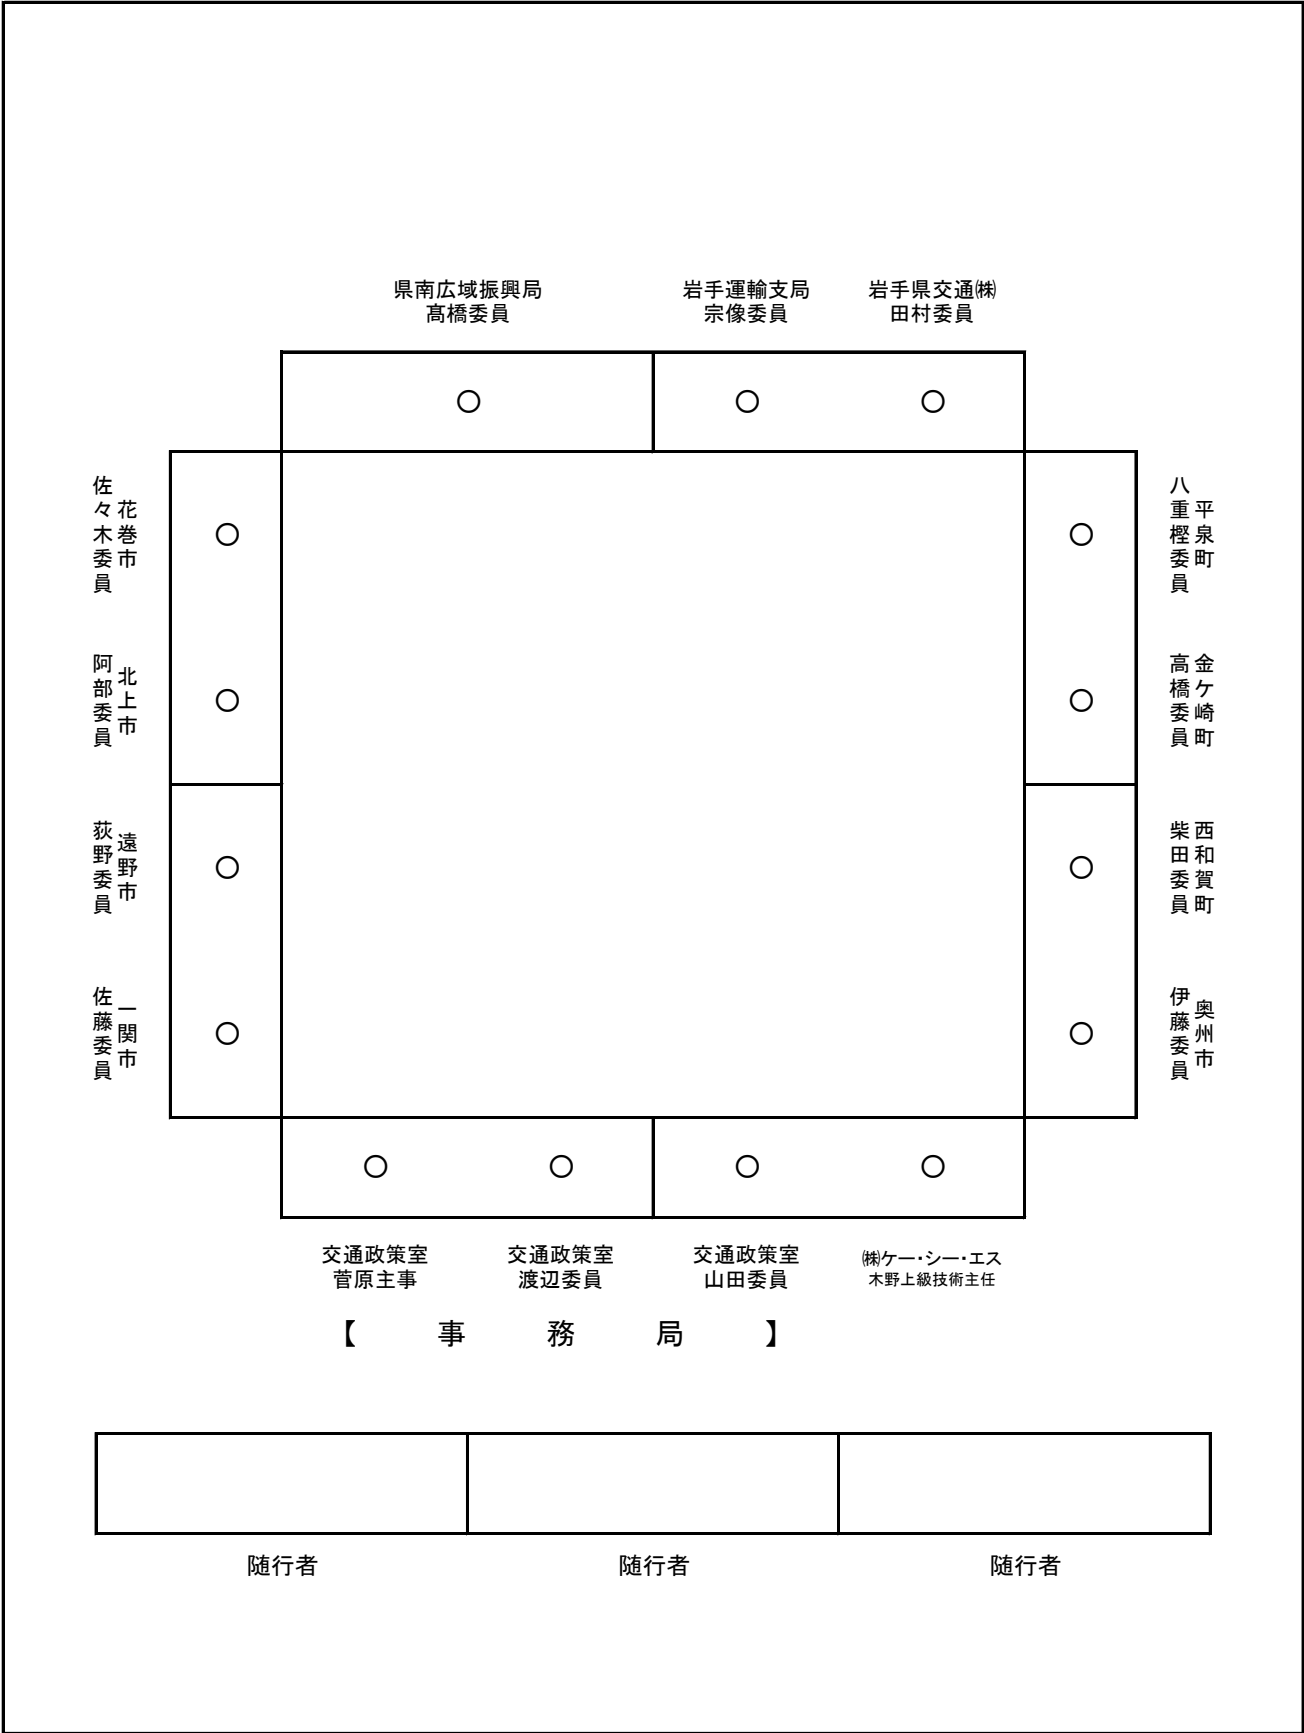 県南広域振興局
髙橋委員
岩手運輸支局
宗像委員
岩手県交通㈱
田村委員
花巻市
佐々木委員
北上市
阿部委員
遠野市
荻野委員
一関市
佐藤委員
平泉町
八重樫委員
金ケ崎町
高橋委員
西和賀町
柴田委員
奥州市
伊藤委員
交通政策室
菅原主事
交通政策室
渡辺委員
交通政策室
山田委員
㈱ケー・シー・エス
木野上級技術主任
【　事　務　局　】
随行者
随行者
随行者